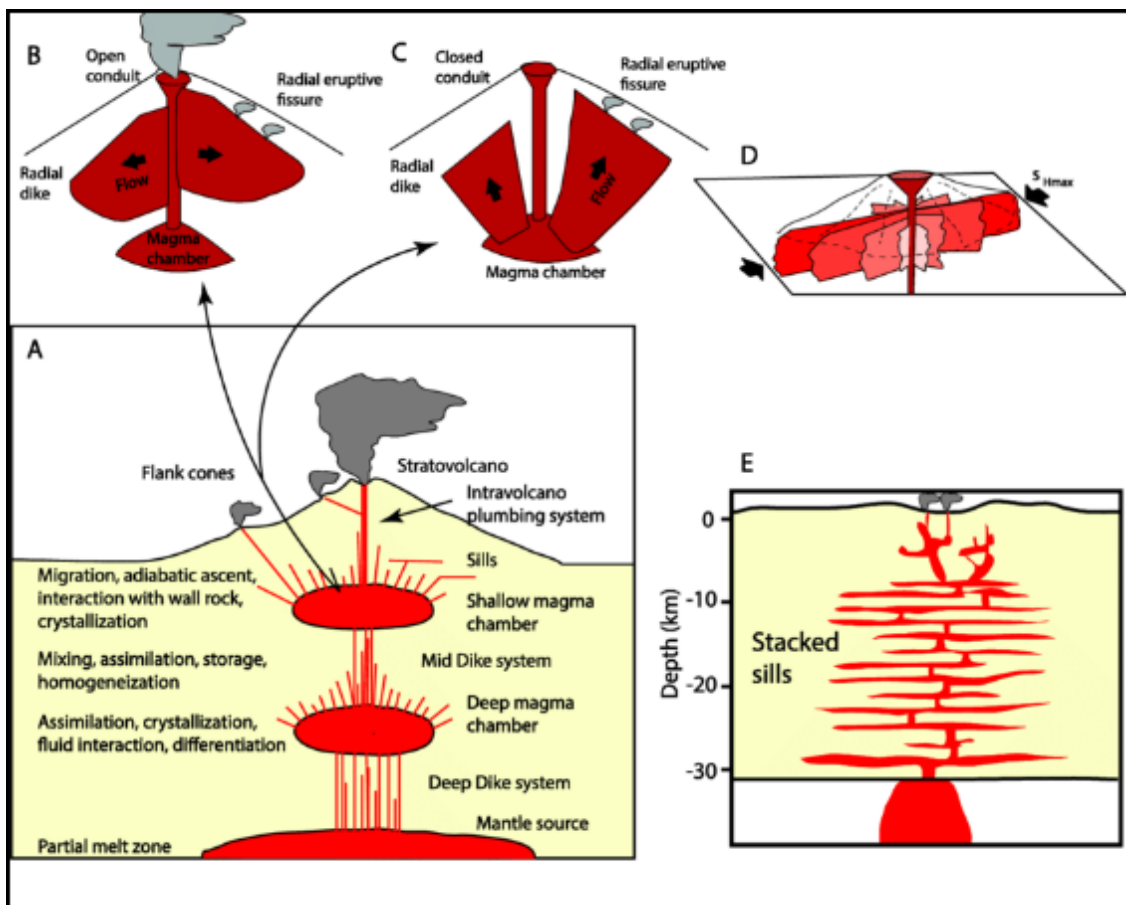 B
Open
conduit
Radial eruptive
fissure
Radial
dike
Flow
Magma
chamber
C
Closed
conduit
Radial eruptive
fissure
Radial
dike
Flow
Magma chamber
D
S Hmax
A
Flank cones
Stratovolcano
Intravolcano
plumbing system
Sills
Migration, adiabatic ascent,
interaction with wall rock,
crystallization
Shallow magma
chamber
Mixing, assimilation, storage,
homogeneization
Mid Dike system
Assimilation, crystallization,
fluid interaction, differentiation
Deep magma
chamber
Deep Dike system
Mantle source
Partial melt zone
E
0
-10
-20
-30
Depth (km)
Stacked
sills